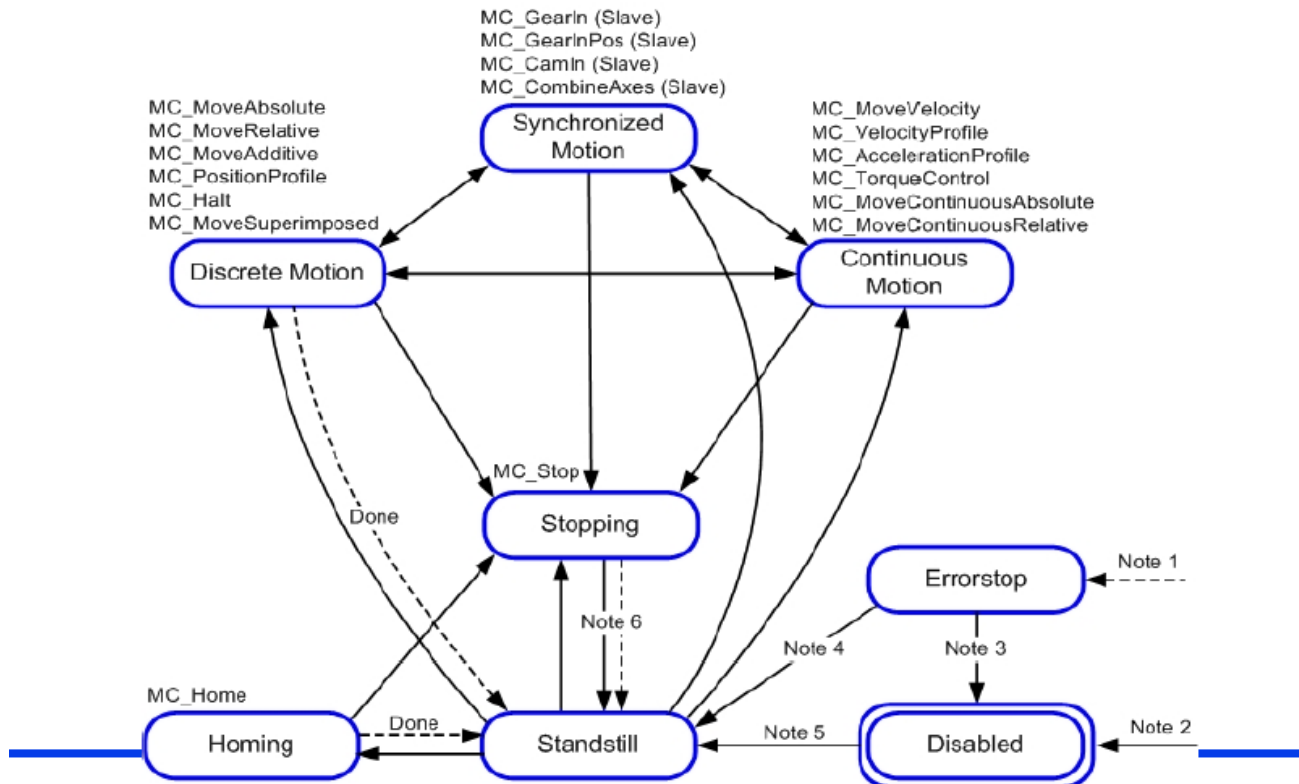 MC_GearIn (Slave)
MC_GearInPos (Slave)
MC_CamIn (Slave)
MC_CombineAxes (Slave)
Synchronized
Motion
MC_MoveAbsolute
MC_MoveRelative
MC_MoveAdditive
MC_PositionProfile
MC_Halt
MC_MoveSuperimposed
Discrete Motion
MC_MoveVelocity
MC_VelocityProfile
MC_AccelerationProfile
MC_TorqueControl
MC_MoveContinuousAbsolute
MC_MoveContinuousRelative
Continuous
Motion
MC_Stop
Stopping
Done
Errorstop
Note 1
Note 6
Note 4
Note 3
MC_Home
Homing
Done
Standstill
Note 5
Disabled
Note 2